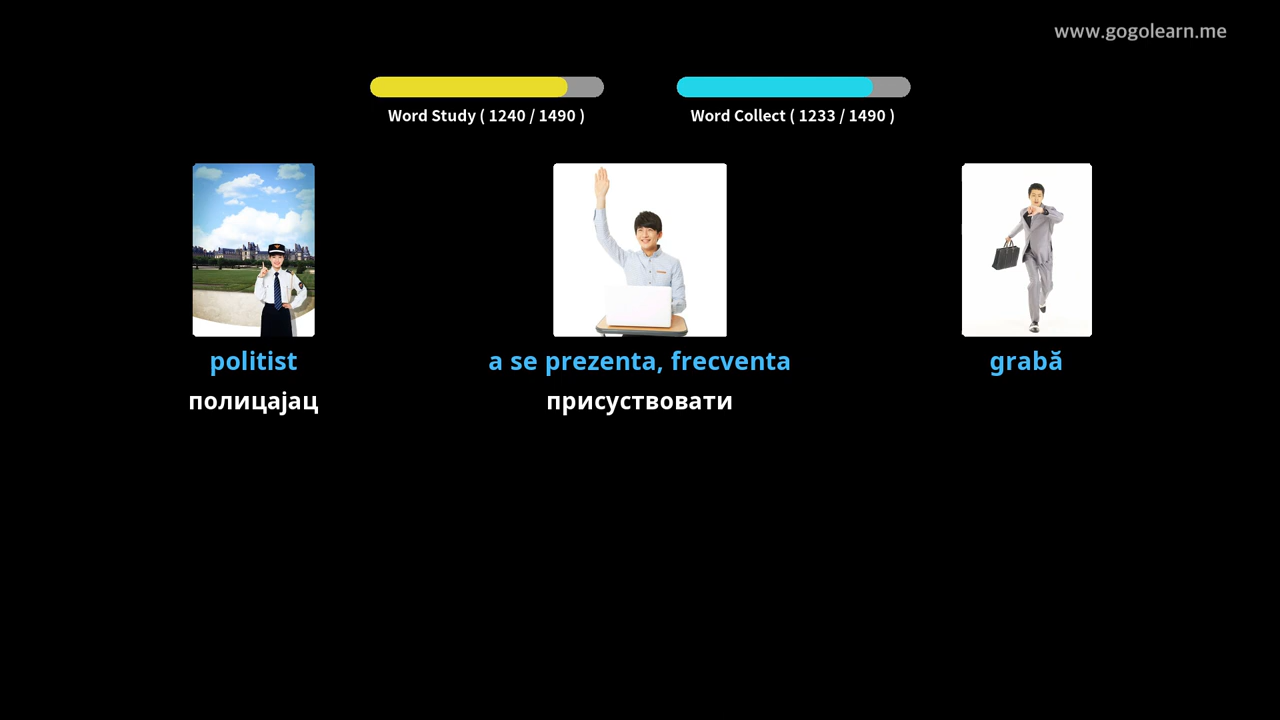 www.gogolearn.me
Word Study ( 1240 / 1490 )
Word Collect ( 1233 / 1490 )
politist
a se prezenta, frecventa
grabă
полицајац
присуствовати